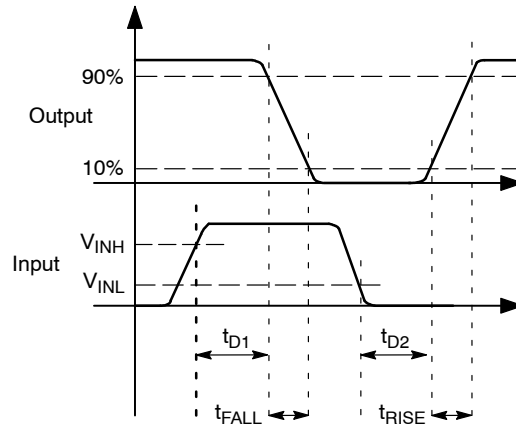 90%
Output
10%
V_INH
Input
V_INL
t_D1 t_D2
t_FALL t_RISE